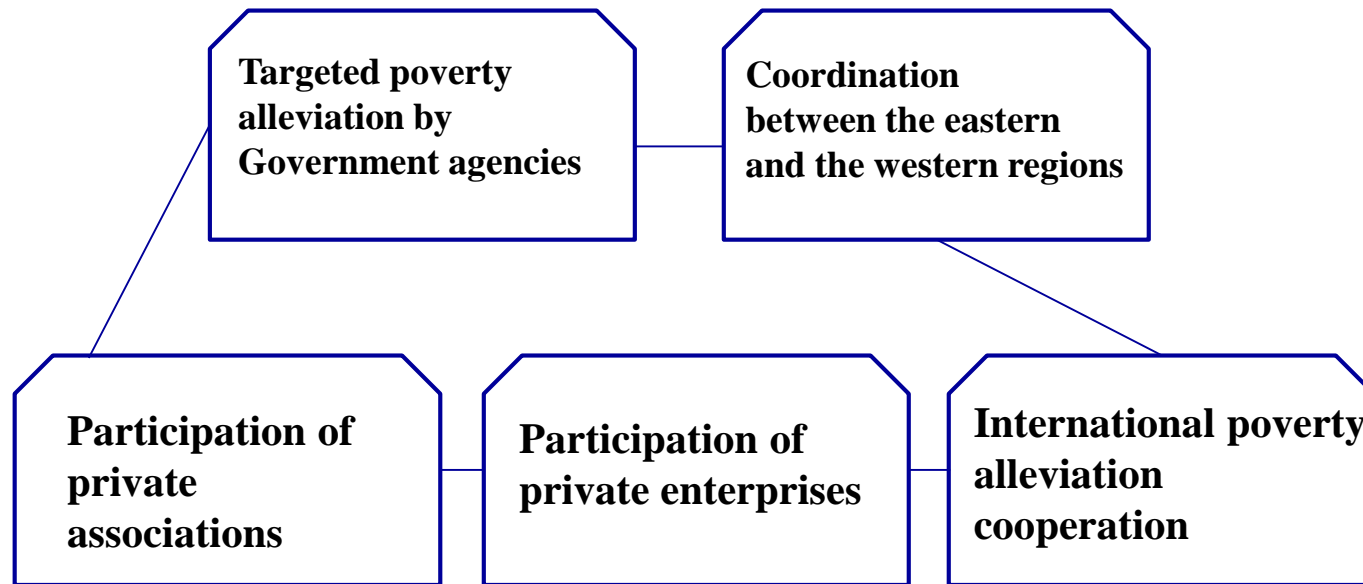 Targeted poverty
alleviation by
Government agencies
Coordination
between the eastern
and the western regions
Participation of
private
associations
Participation of
private enterprises
International poverty
alleviation
cooperation